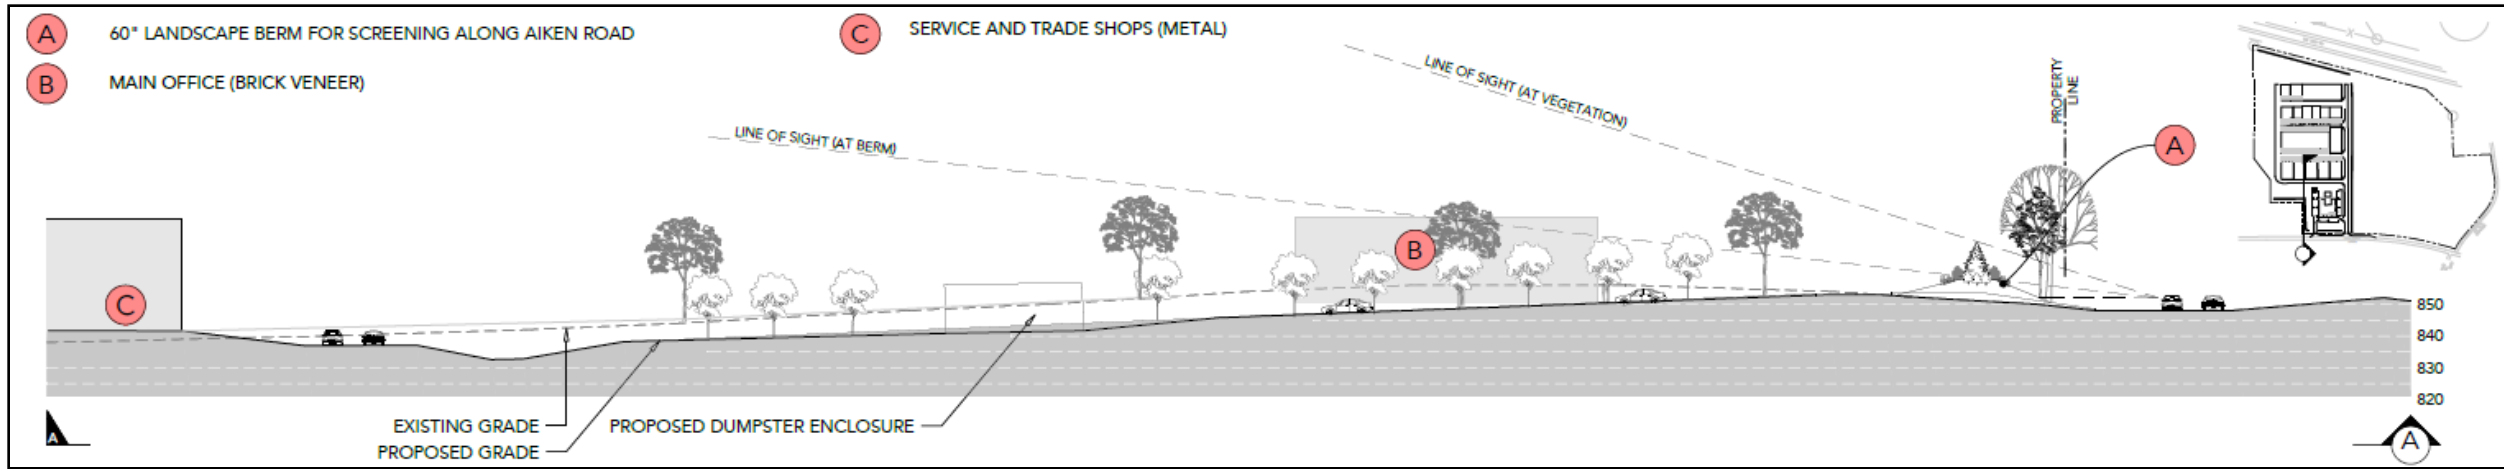 A 60" LANDSCAPE BERM FOR SCREENING ALONG AIKEN ROAD
B MAIN OFFICE (BRICK VENEER)
C SERVICE AND TRADE SHOPS (METAL)
LINE OF SIGHT (AT VEGETATION)
LINE OF SIGHT (AT BERM)
PROPERTY
LINE
A
B
C
850
840
830
820
EXISTING GRADE
PROPOSED GRADE
PROPOSED DUMPSTER ENCLOSURE
A
A